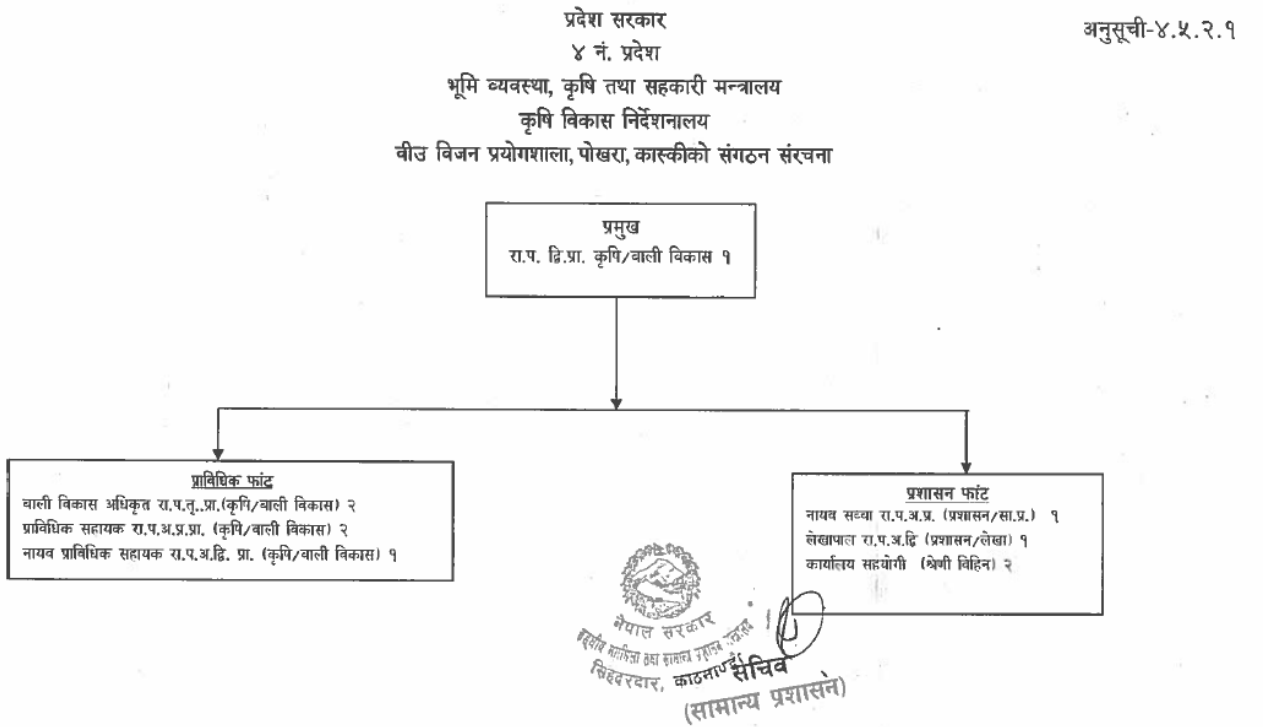 प्रदेश सरकार
अनुसूची-४.५.२.१
४ नं. प्रदेश
भूमि व्यवस्था, कृषि तथा सहकारी मन्त्रालय
कृषि विकास निर्देशनालय
वीउ विजन प्रयोगशाला, पोखरा, कास्कीको संगठन संरचना
प्रमुख
रा.प. द्वि.प्रा. कृषि/बाली विकास १
प्राविधिक फांट
बाली विकास अधिकृत रा.प.तृ..प्रा.(कृषि/बाली विकास) २
प्राविधिक सहायक रा.प.अ.प्र.प्रा. (कृषि/बाली विकास) २
नायव प्राविधिक सहायक रा.प.अ.द्वि. प्रा. (कृषि/बाली विकास) १
प्रशासन फांट
नायव सव्वा रा.प.अ.प्र. (प्रशासन/सा.प्र.) १
लेखापाल रा.प.अ.द्वि (प्रशासन/लेखा) १
कार्यालय सहयोगी (श्रेणी विहिन) २
नेपाल सरकार
तथा सामान्य
सिंहदरवार, काठमाण्डौं
सचिव
(सामान्य प्रशासन)